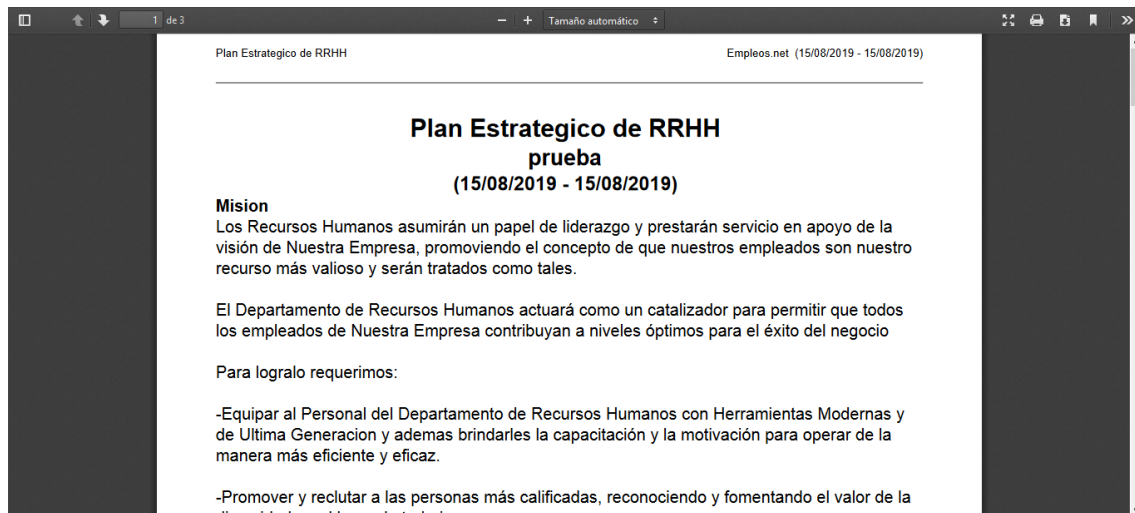 1 de 3
Tamaño automático
Plan Estrategico de RRHH
Empleos.net (15/08/2019 - 15/08/2019)
Plan Estrategico de RRHH
prueba
(15/08/2019 - 15/08/2019)
Mision
Los Recursos Humanos asumirán un papel de liderazgo y prestarán servicio en apoyo de la
visión de Nuestra Empresa, promoviendo el concepto de que nuestros empleados son nuestro
recurso más valioso y serán tratados como tales.
El Departamento de Recursos Humanos actuará como un catalizador para permitir que todos
los empleados de Nuestra Empresa contribuyan a niveles óptimos para el éxito del negocio
Para logralo requerimos:
-Equipar al Personal del Departamento de Recursos Humanos con Herramientas Modernas y
de Ultima Generacion y ademas brindarles la capacitación y la motivación para operar de la
manera más eficiente y eficaz.
-Promover y reclutar a las personas más calificadas, reconociendo y fomentando el valor de la